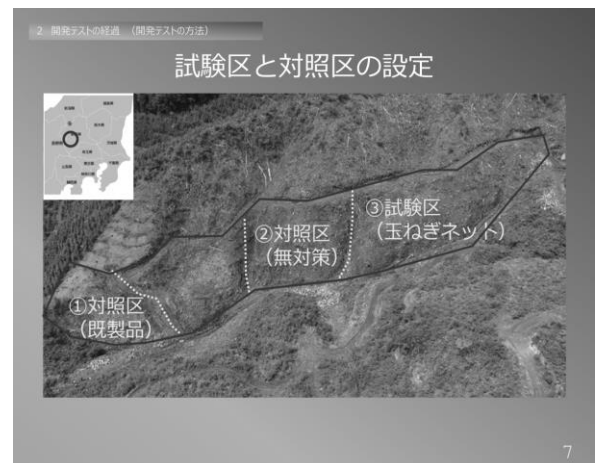 2 開発テストの経過 （開発テストの方法）
試験区と対照区の設定
③試験区
（玉ねぎネット）
②対照区
（無対策）
①対照区
（既製品）
7